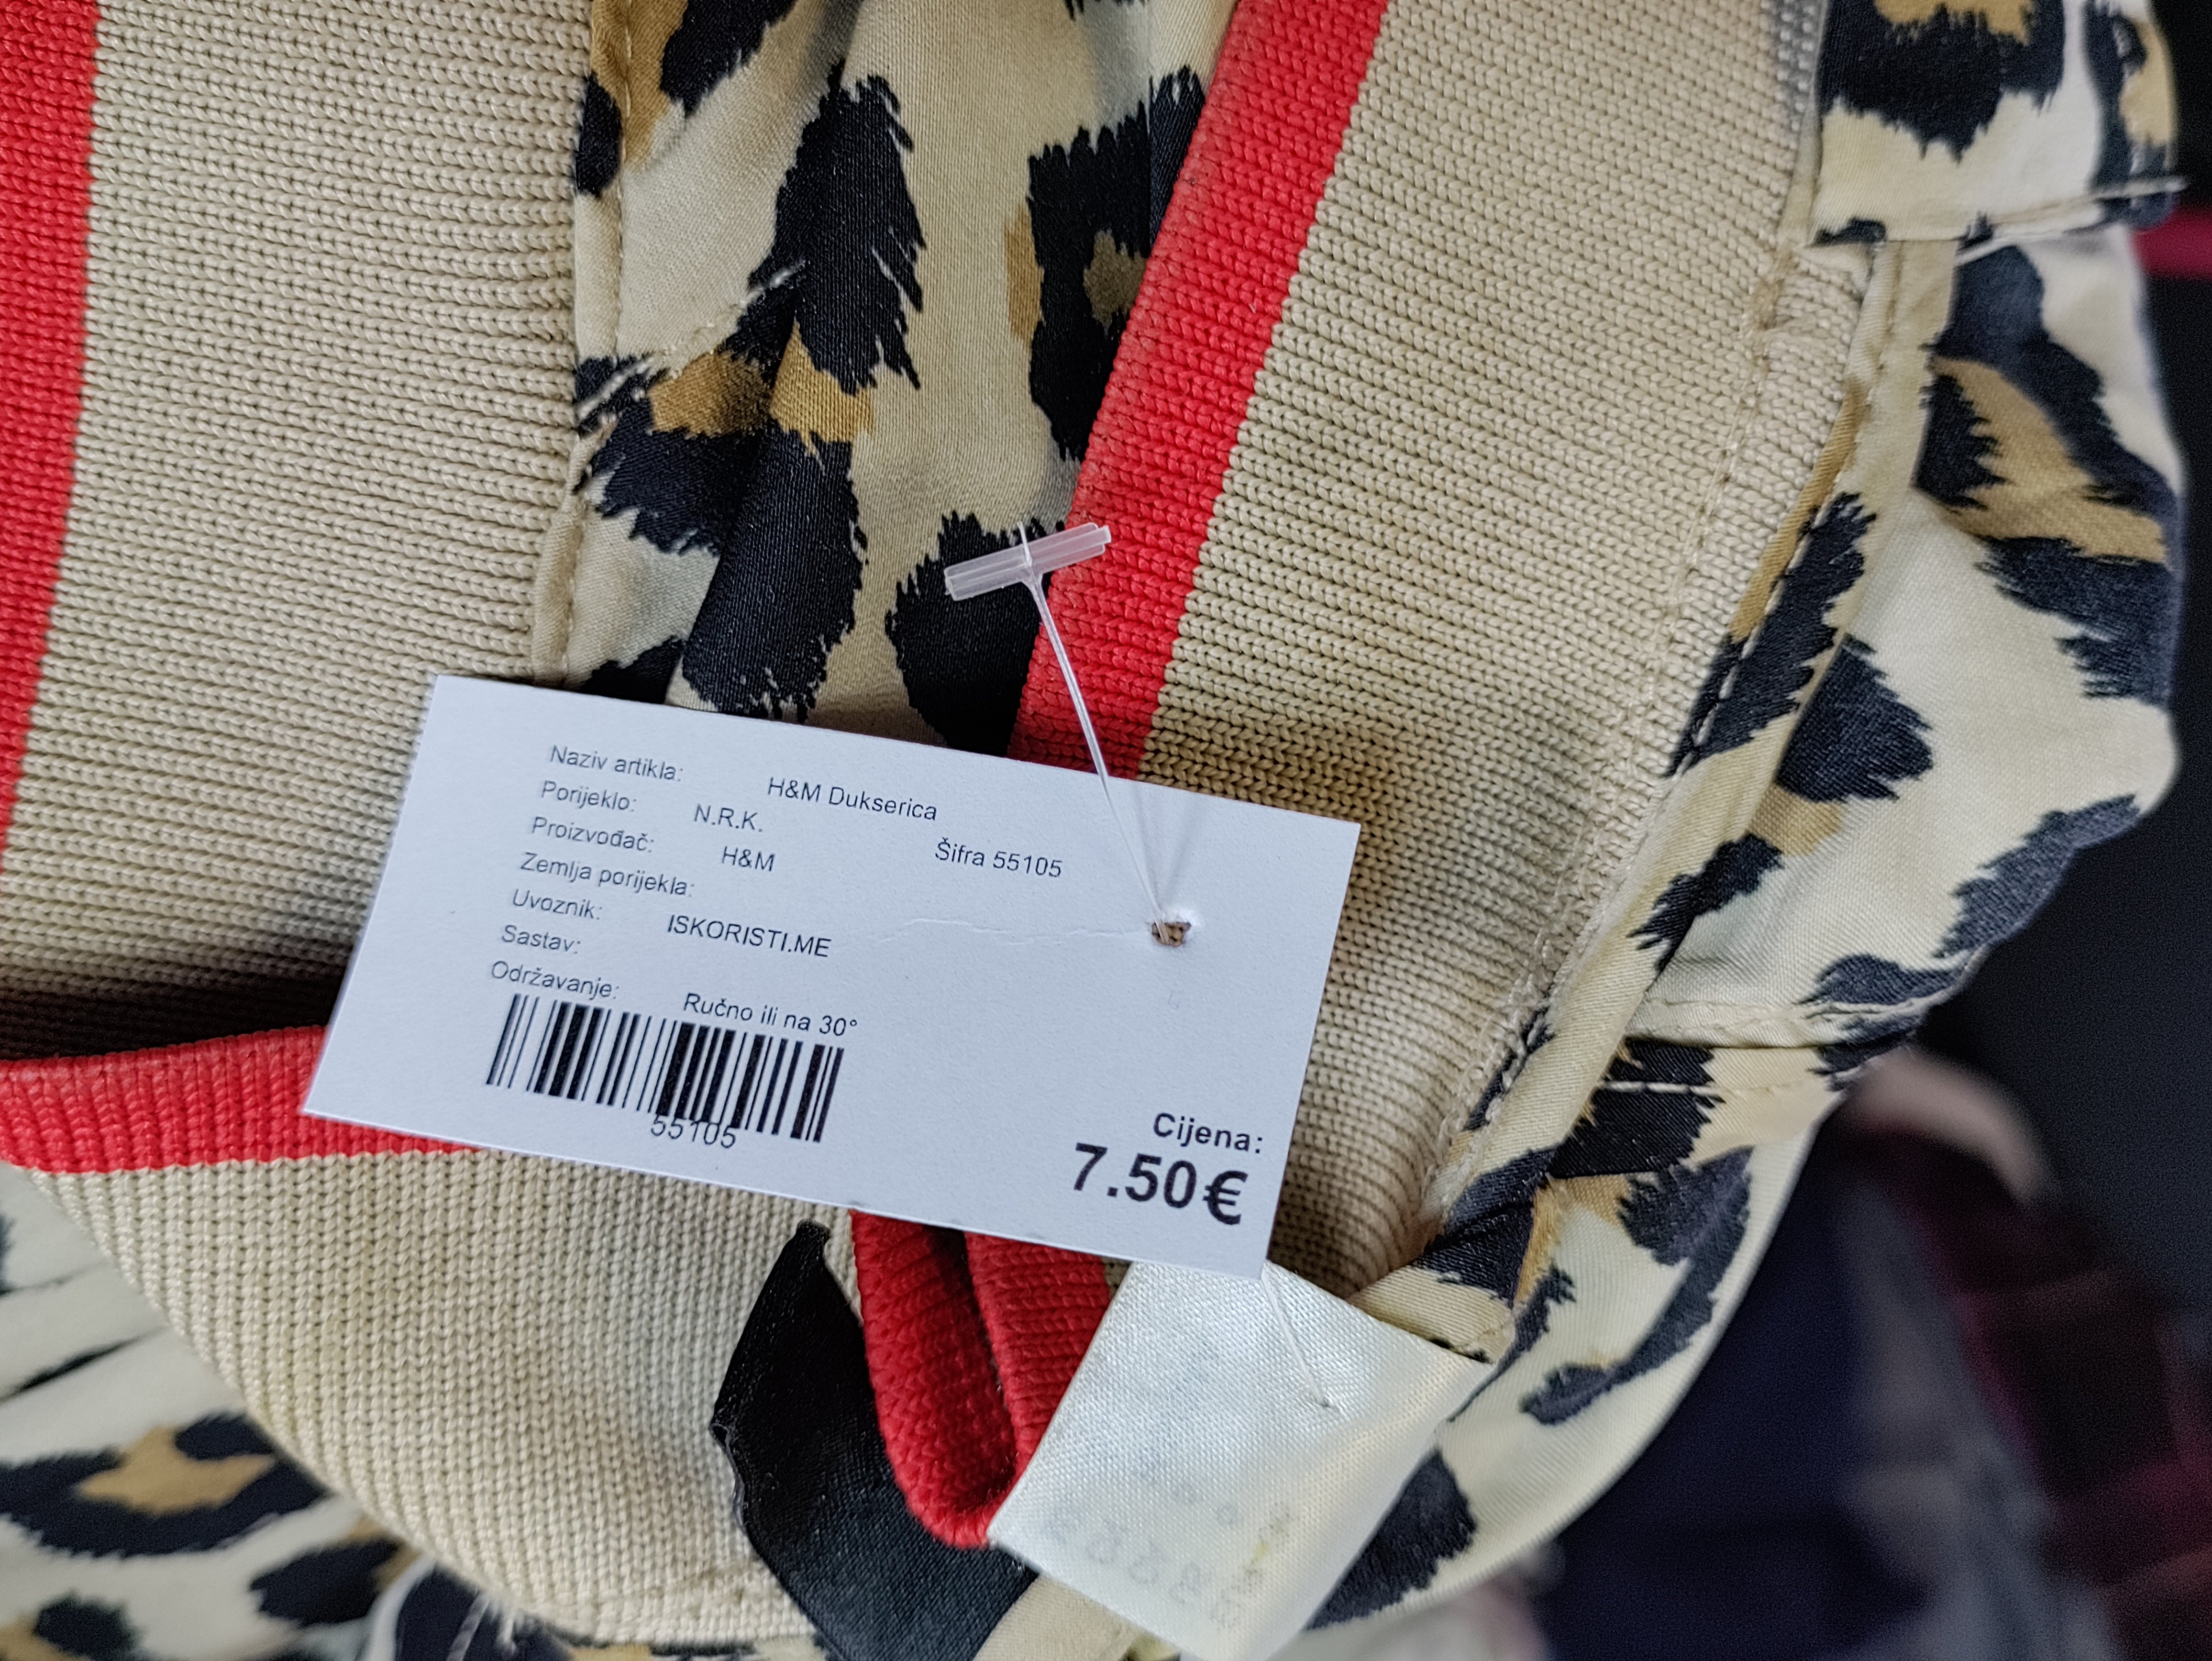 Naziv artikla: H&M Dukserica
Porijeklo: N.R.K.
Proizvođač: H&M Šifra 55105
Zemlja porijekla:
Uvoznik: ISKORISTI.ME
Sastav:
Održavanje: Ručno ili na 30°
55105
Cijena:
7.50€